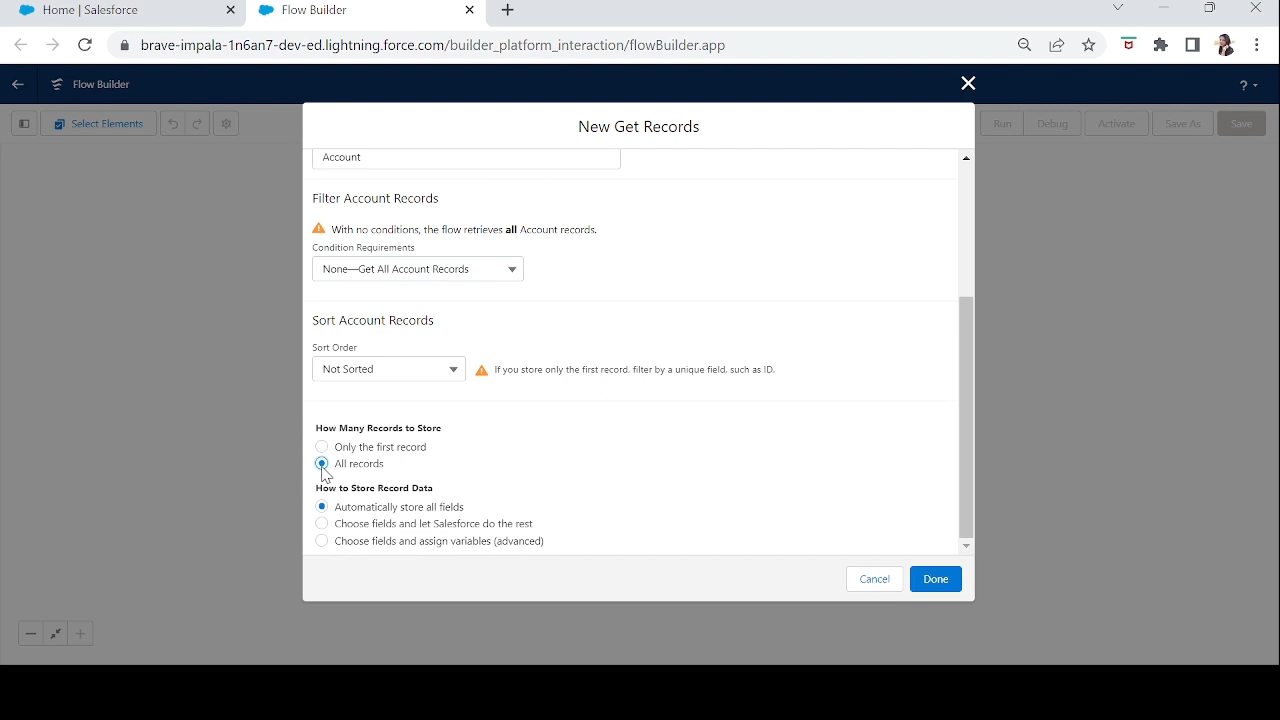 Home | Salesforce
Flow Builder
brave-impala-1n6an7-dev-ed.lightning.force.com/builder_platform_interaction/flowBuilder.app
Flow Builder
?
Select Elements
Run
Debug
Activate
Save As
Save
New Get Records
Account
Filter Account Records
With no conditions, the flow retrieves all Account records.
Condition Requirements
None—Get All Account Records
Sort Account Records
Sort Order
Not Sorted
If you store only the first record, filter by a unique field, such as ID.
How Many Records to Store
Only the first record
All records
How to Store Record Data
Automatically store all fields
Choose fields and let Salesforce do the rest
Choose fields and assign variables (advanced)
Cancel
Done